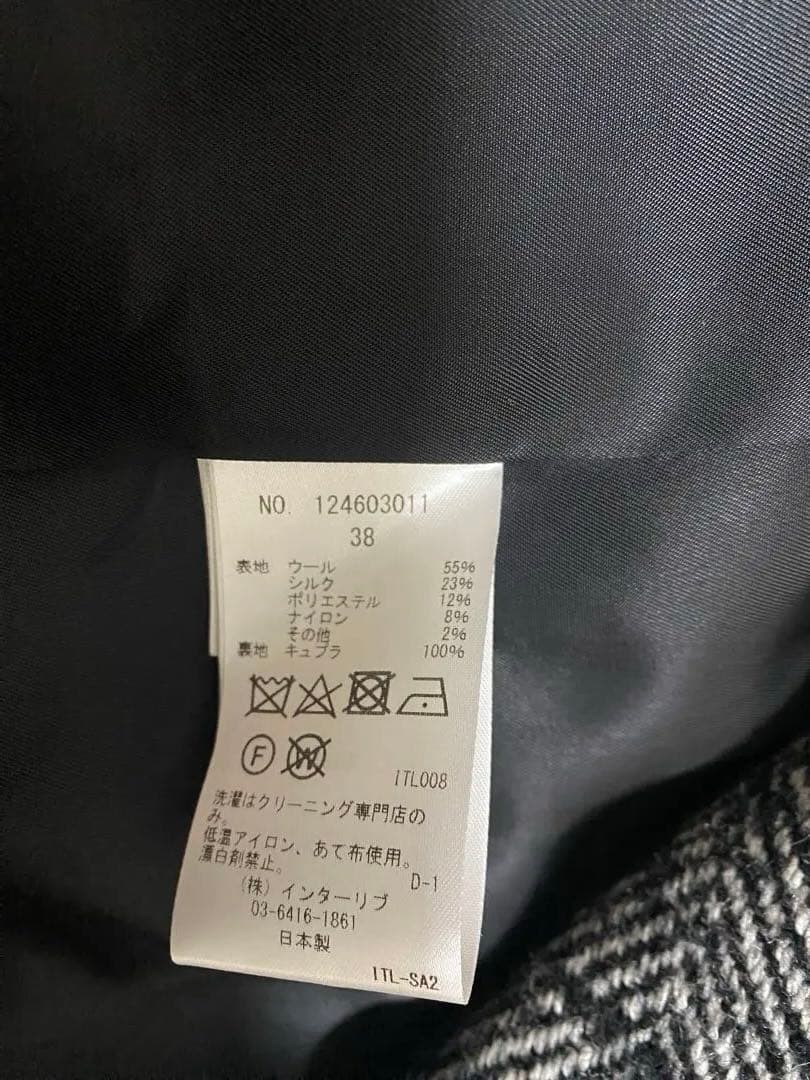 NO. 124603011
38
表地 ウール 55%
シルク 23%
ポリエステル 12%
ナイロン 8%
その他 2%
裏地 キュプラ 100%
F W
ITL008
洗濯はクリーニング専門店の
み。
低温アイロン、あて布使用。
漂白剤禁止。
D-1
(株)インターリブ
03-6416-1861
日本製
ITL-SA2